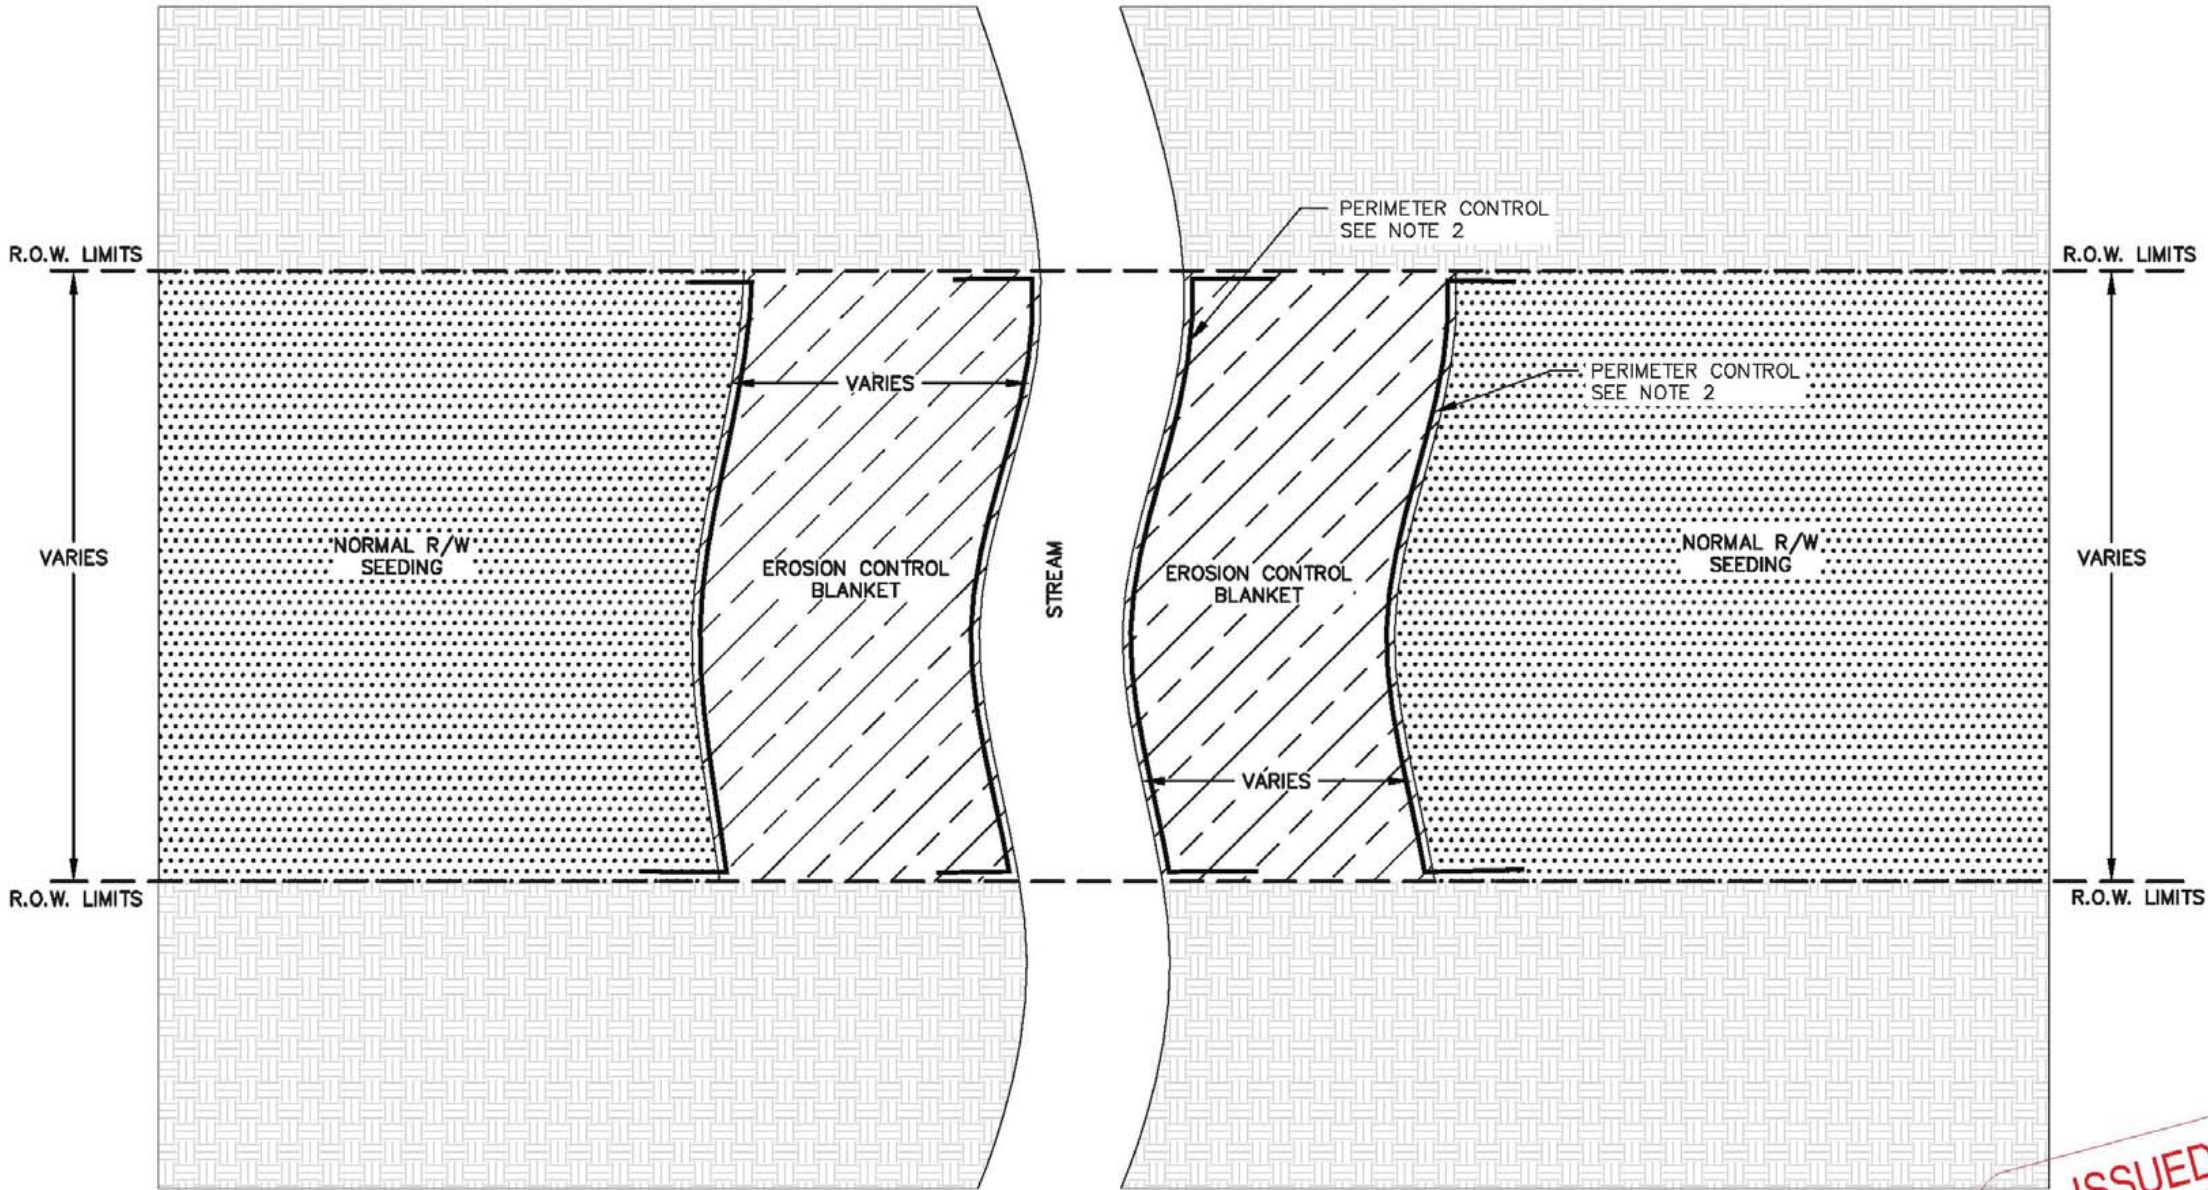 PERIMETER CONTROL
SEE NOTE 2
R.O.W. LIMITS
R.O.W. LIMITS
PERIMETER CONTROL
SEE NOTE 2
VARIES
NORMAL R/W
SEEDING
VARIES
EROSION CONTROL
BLANKET
STREAM
EROSION CONTROL
BLANKET
NORMAL R/W
SEEDING
VARIES
VARIES
R.O.W. LIMITS
R.O.W. LIMITS
ISSUED